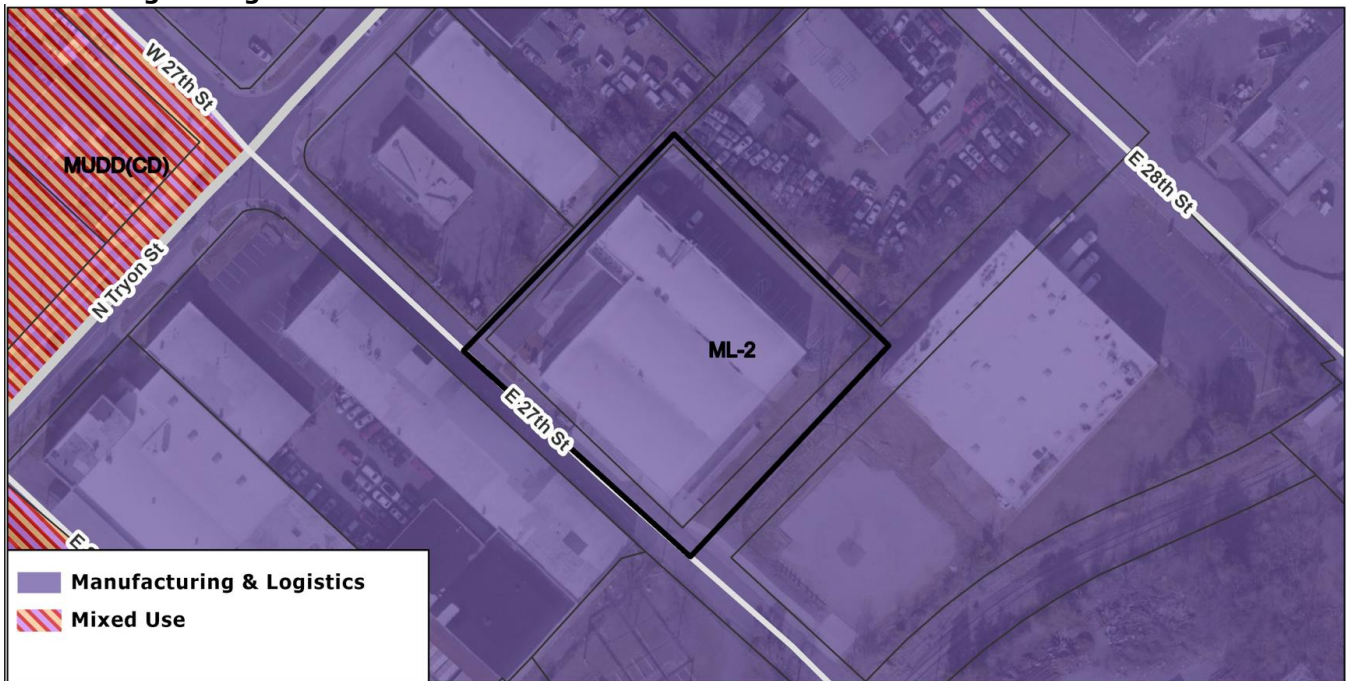 W 27th St
MUDD(CD)
N Tryon St
E 28th St
ML-2
E 27th St
Manufacturing & Logistics
Mixed Use